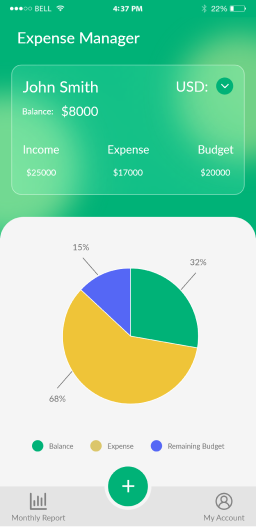 BELL 4:37 PM 22%
Expense Manager
John Smith USD:
Balance: $8000
Income Expense Budget
$25000 $17000 $20000
15%
32%
68%
Balance Expense Remaining Budget
+
Monthly Report My Account